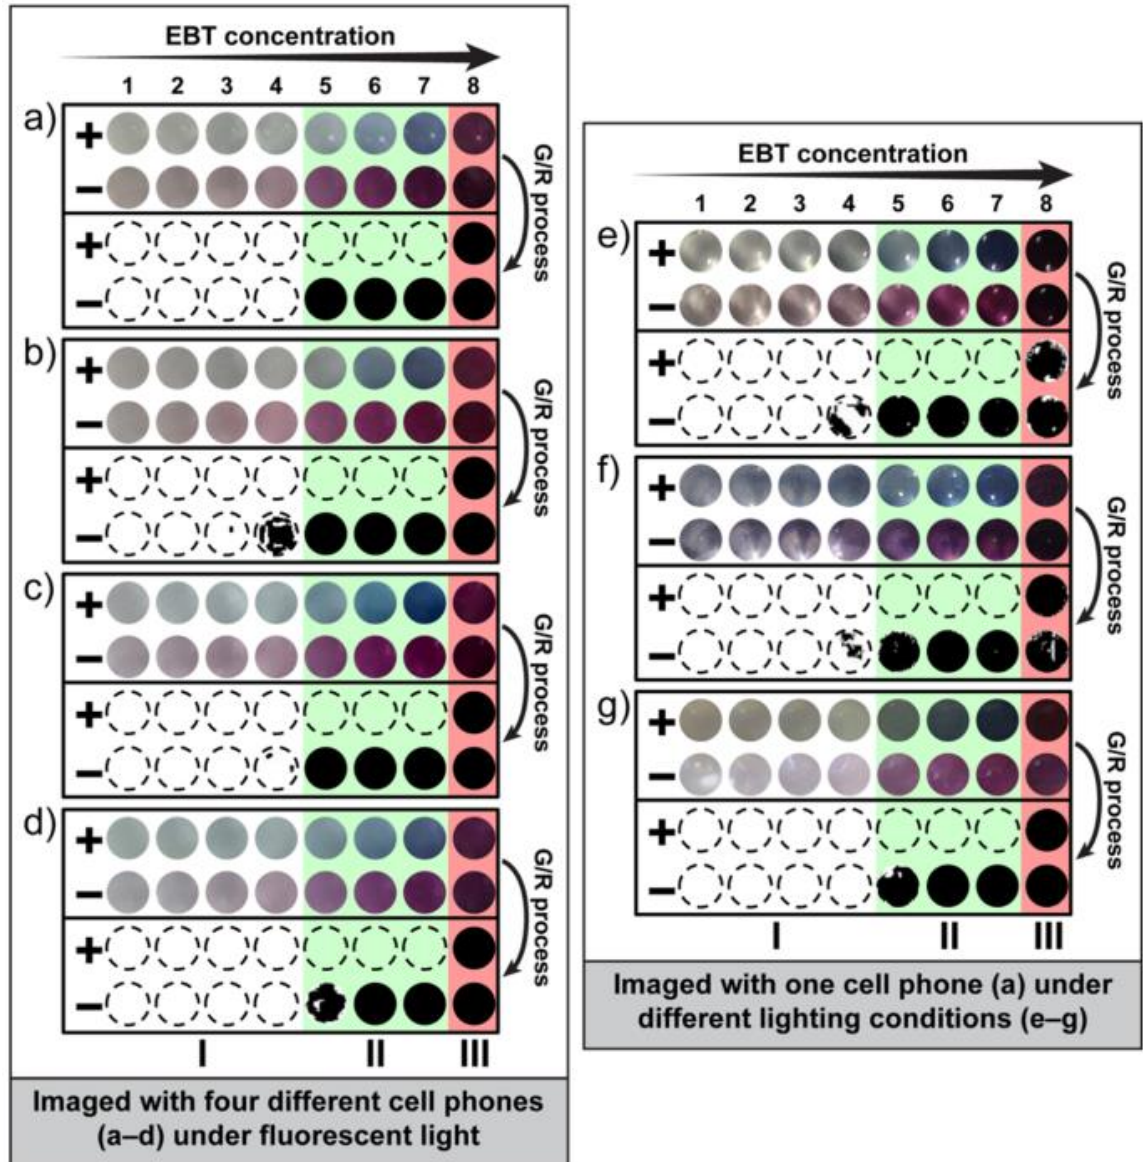 EBT concentration
1 2 3 4 5 6 7 8
a)
+
−
+
−
G/R process
b)
+
−
+
−
G/R process
c)
+
−
+
−
G/R process
d)
+
−
+
−
G/R process
I II III
Imaged with four different cell phones
(a–d) under fluorescent light
EBT concentration
1 2 3 4 5 6 7 8
e)
+
−
+
−
G/R process
f)
+
−
+
−
G/R process
g)
+
−
+
−
G/R process
I II III
Imaged with one cell phone (a) under
different lighting conditions (e–g)